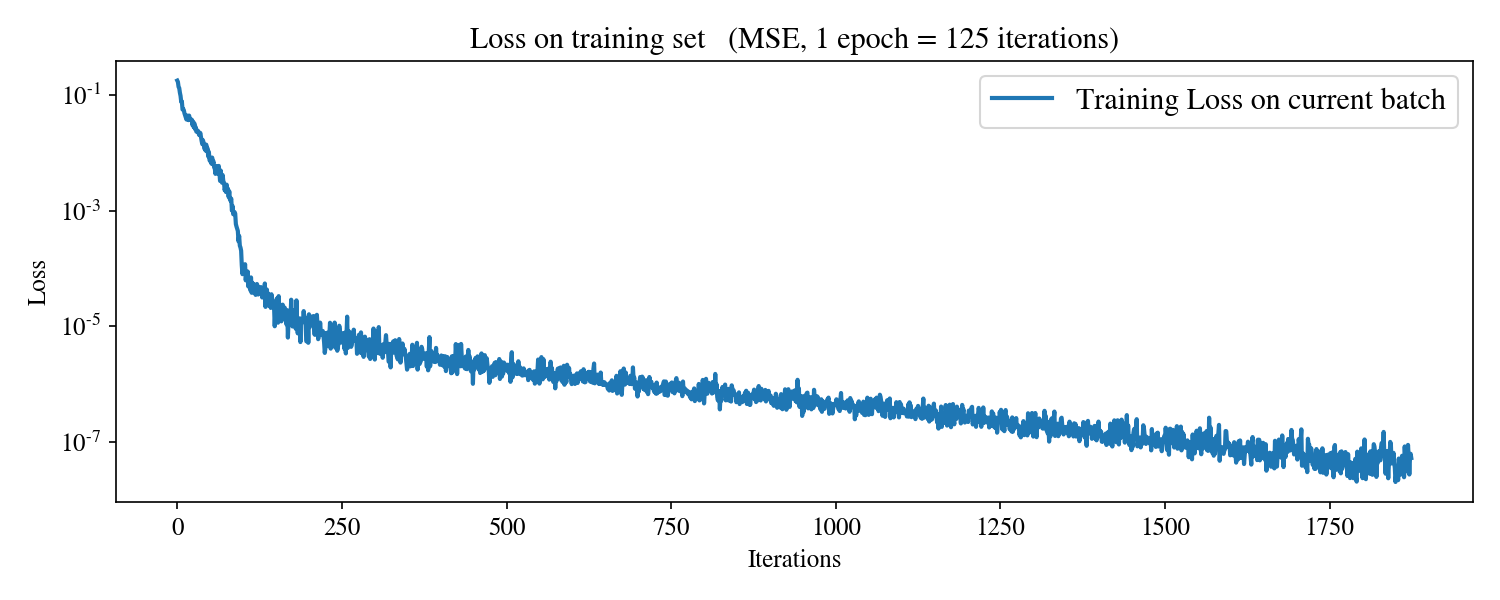 Loss on training set (MSE, 1 epoch = 125 iterations)
Training Loss on current batch
Loss
10^-1
10^-3
10^-5
10^-7
0 250 500 750 1000 1250 1500 1750
Iterations